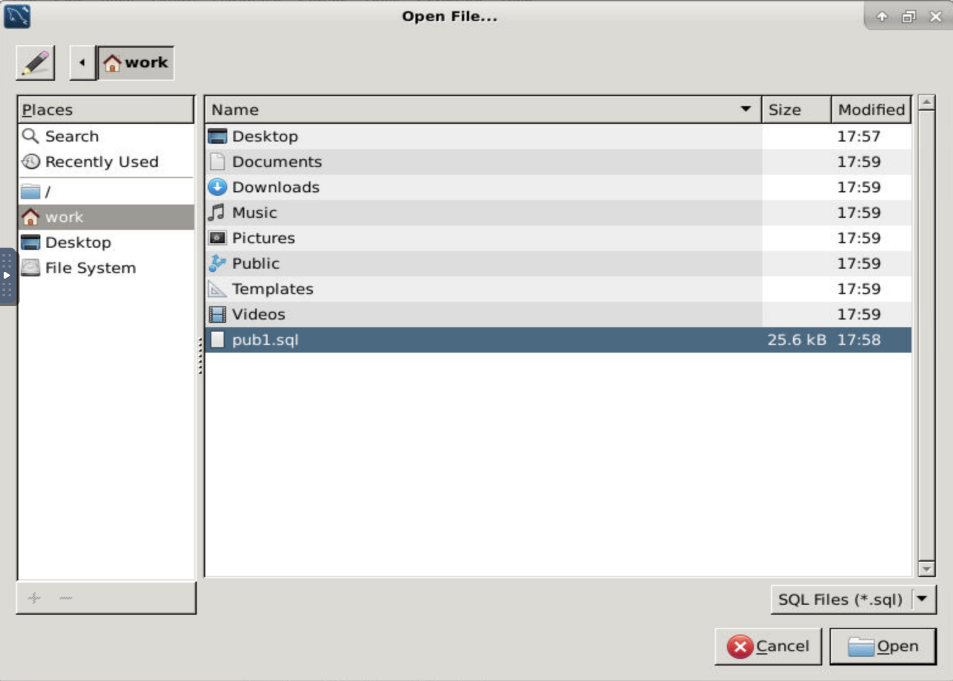 Open File...
work
Places
Search
Recently Used
/
work
Desktop
File System
Name Size Modified
Desktop 17:57
Documents 17:59
Downloads 17:59
Music 17:59
Pictures 17:59
Public 17:59
Templates 17:59
Videos 17:59
pub1.sql 25.6 kB 17:58
SQL Files (*.sql)
Cancel Open